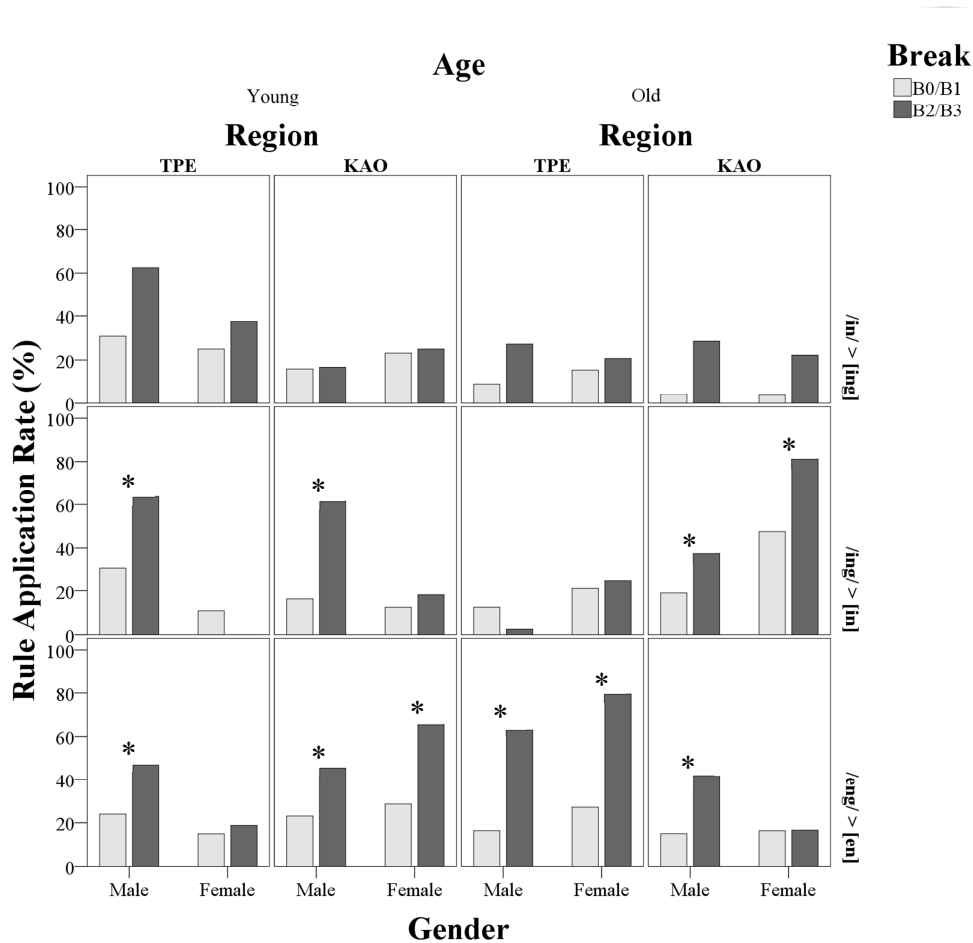 Age
Young Old
Region Region
TPE KAO TPE KAO
Break
B0/B1
B2/B3
Rule Application Rate (%)
100
80
60
40
20
0
/in/ > [ing]
100
80
60
40
20
0
* * * *
/ing/ > [in]
100
80
60
40
20
0
* * * * * *
/eng/ > [en]
Male Female Male Female Male Female Male Female
Gender